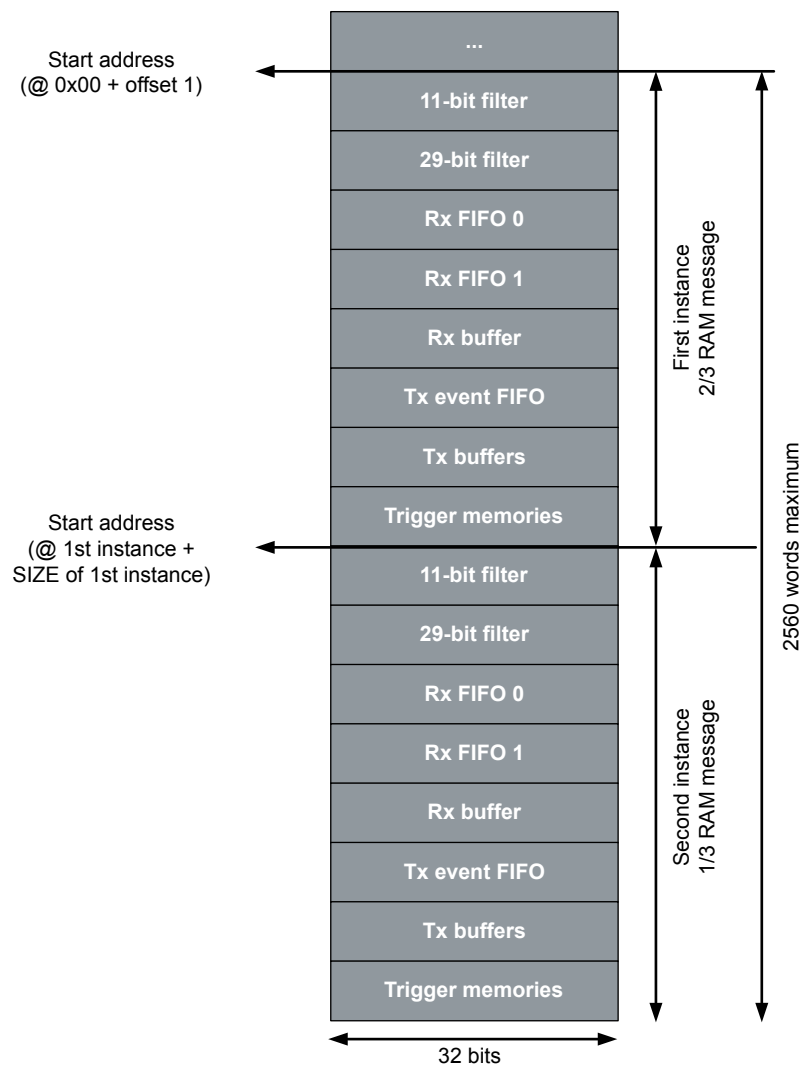 ...
Start address
(@ 0x00 + offset 1)
11-bit filter
29-bit filter
Rx FIFO 0
Rx FIFO 1
Rx buffer
Tx event FIFO
Tx buffers
Trigger memories
First instance
2/3 RAM message
Start address
(@ 1st instance +
SIZE of 1st instance)
11-bit filter
29-bit filter
Rx FIFO 0
Rx FIFO 1
Rx buffer
Tx event FIFO
Tx buffers
Trigger memories
Second instance
1/3 RAM message
2560 words maximum
32 bits